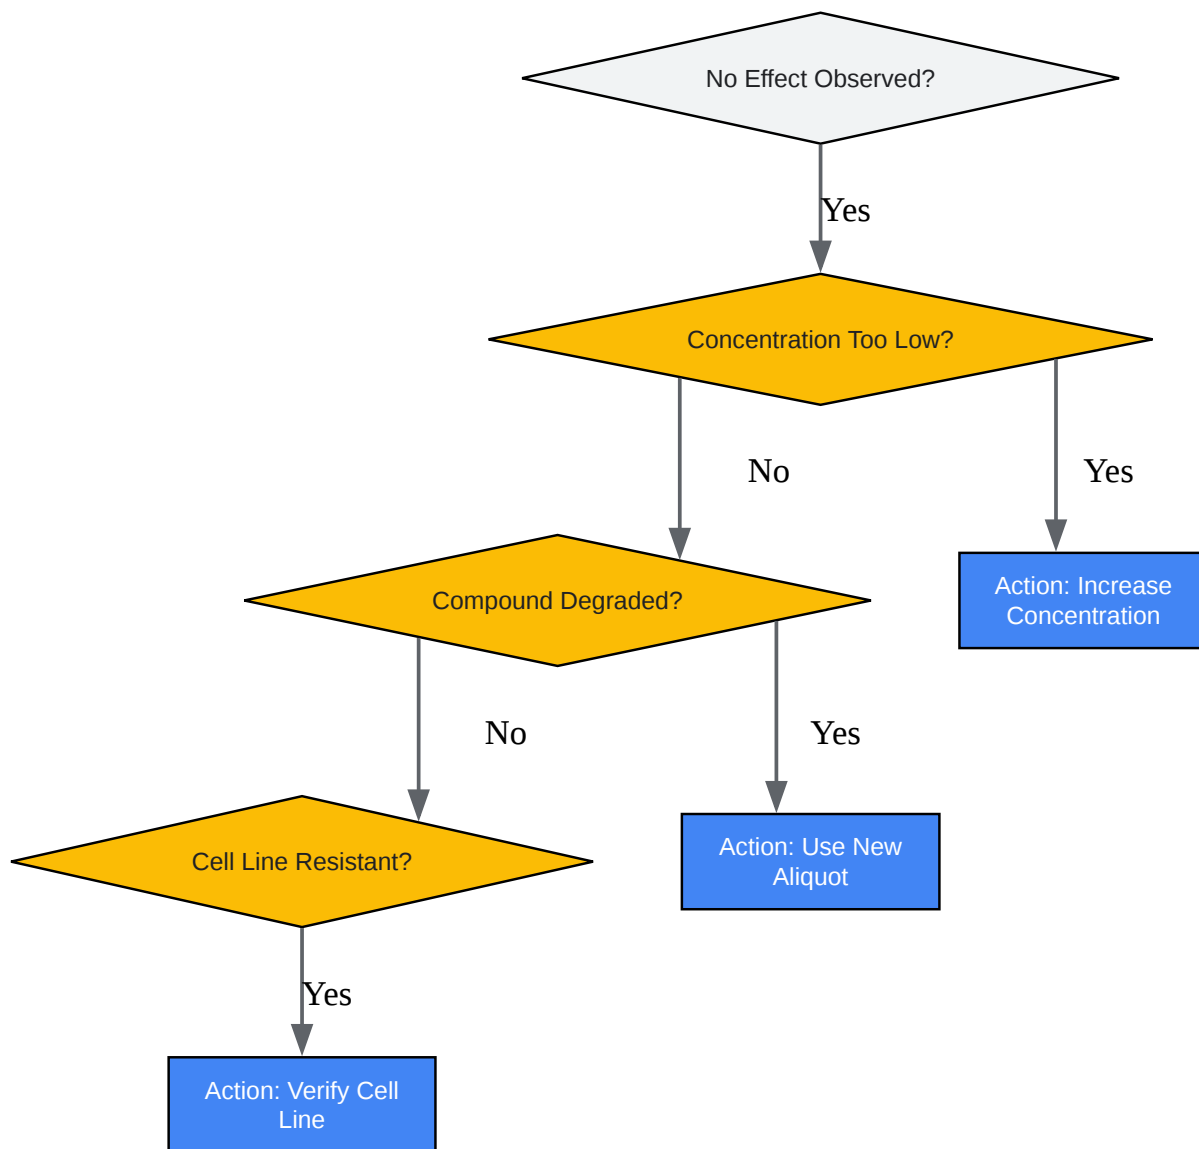 No Effect Observed?
Yes
Concentration Too Low?
No
Yes
Compound Degraded?
Action: Increase
Concentration
No
Yes
Cell Line Resistant?
Action: Use New
Aliquot
Yes
Action: Verify Cell
Line